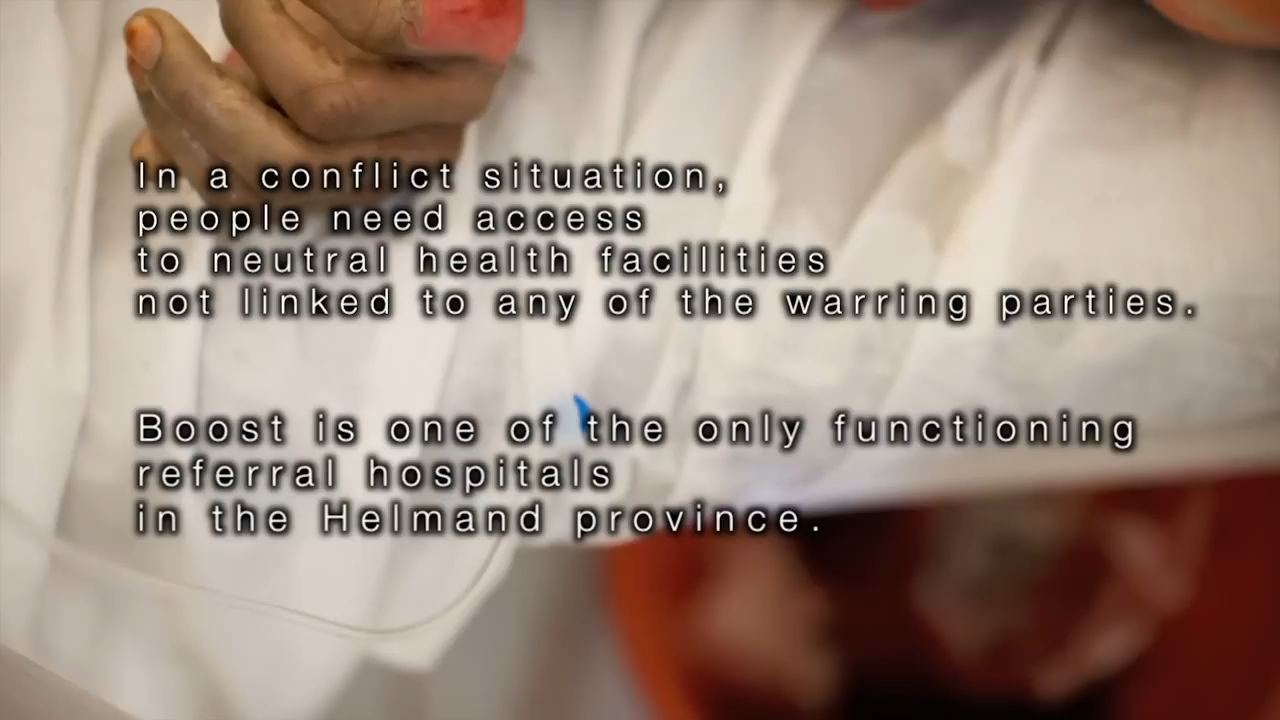 In a conflict situation,
people need access
to neutral health facilities
not linked to any of the warring parties.
Boost is one of the only functioning
referral hospitals
in the Helmand province.